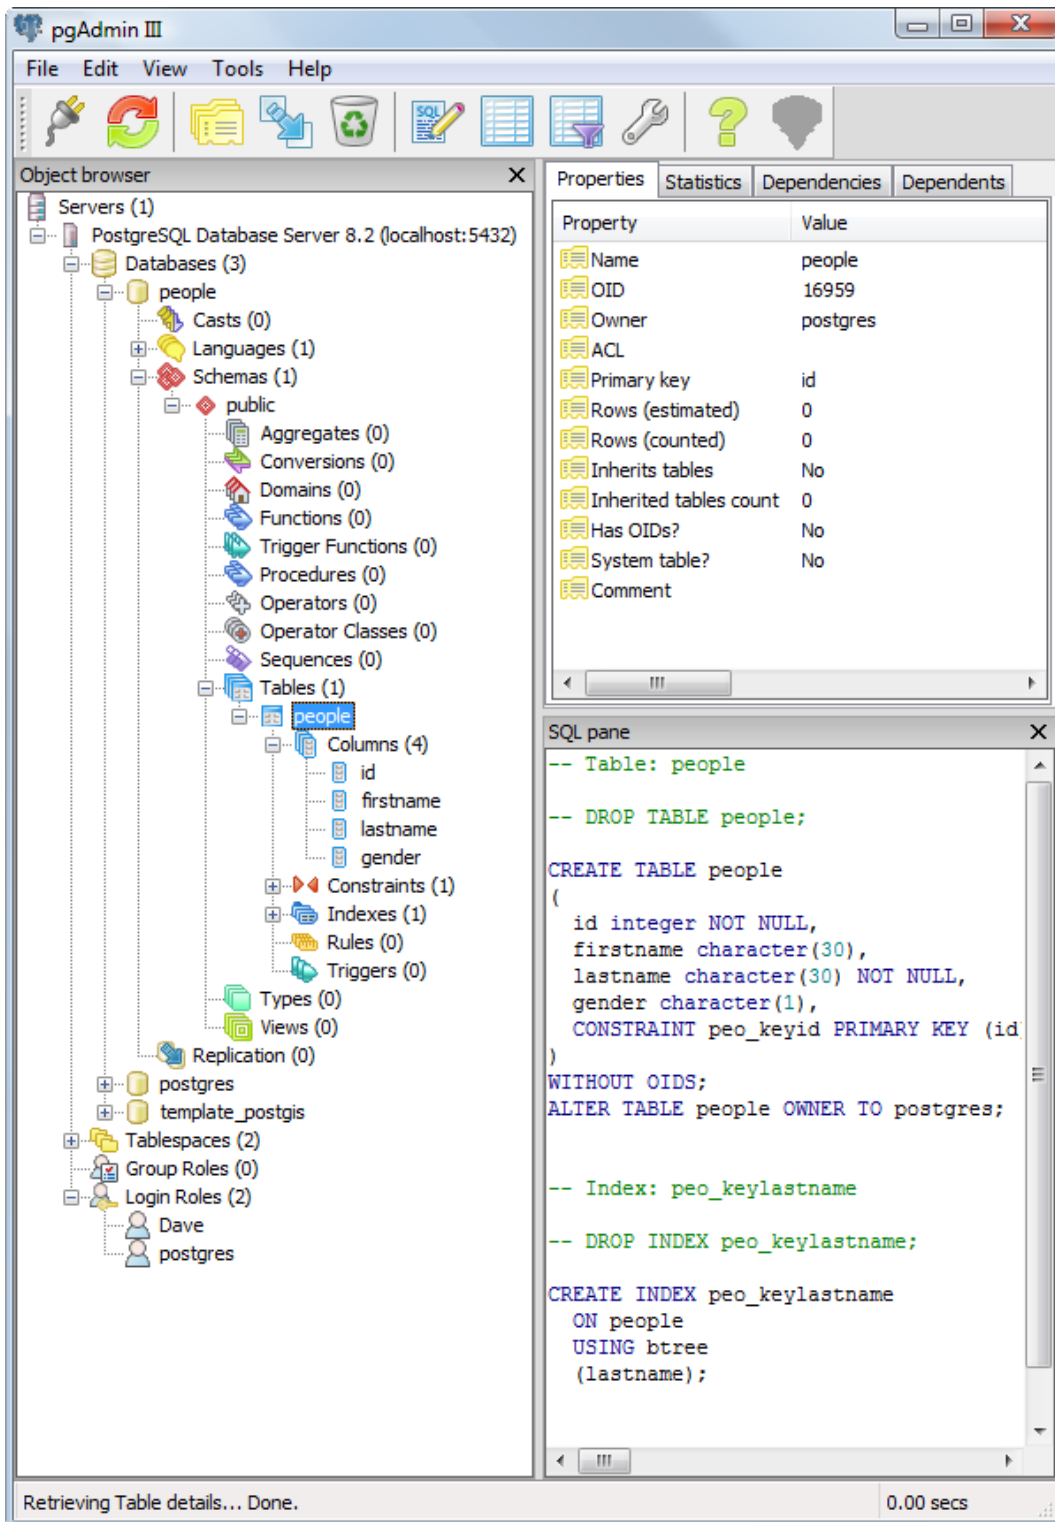 pgAdmin III
File Edit View Tools Help
SQL
Object browser
Servers (1)
PostgreSQL Database Server 8.2 (localhost:5432)
Databases (3)
people
Casts (0)
Languages (1)
Schemas (1)
public
Aggregates (0)
Conversions (0)
Domains (0)
Functions (0)
Trigger Functions (0)
Procedures (0)
Operators (0)
Operator Classes (0)
Sequences (0)
Tables (1)
people
Columns (4)
id
firstname
lastname
gender
Constraints (1)
Indexes (1)
Rules (0)
Triggers (0)
Types (0)
Views (0)
Replication (0)
postgres
template_postgis
Tablespaces (2)
Group Roles (0)
Login Roles (2)
Dave
postgres
Properties Statistics Dependencies Dependents
Property Value
Name people
OID 16959
Owner postgres
ACL
Primary key id
Rows (estimated) 0
Rows (counted) 0
Inherits tables No
Inherited tables count 0
Has OIDs? No
System table? No
Comment
SQL pane
-- Table: people
-- DROP TABLE people;
CREATE TABLE people
(
id integer NOT NULL,
firstname character(30),
lastname character(30) NOT NULL,
gender character(1),
CONSTRAINT peo_keyid PRIMARY KEY (id
)
WITHOUT OIDS;
ALTER TABLE people OWNER TO postgres;
-- Index: peo_keylastname
-- DROP INDEX peo_keylastname;
CREATE INDEX peo_keylastname
ON people
USING btree
(lastname);
Retrieving Table details... Done. 0.00 secs